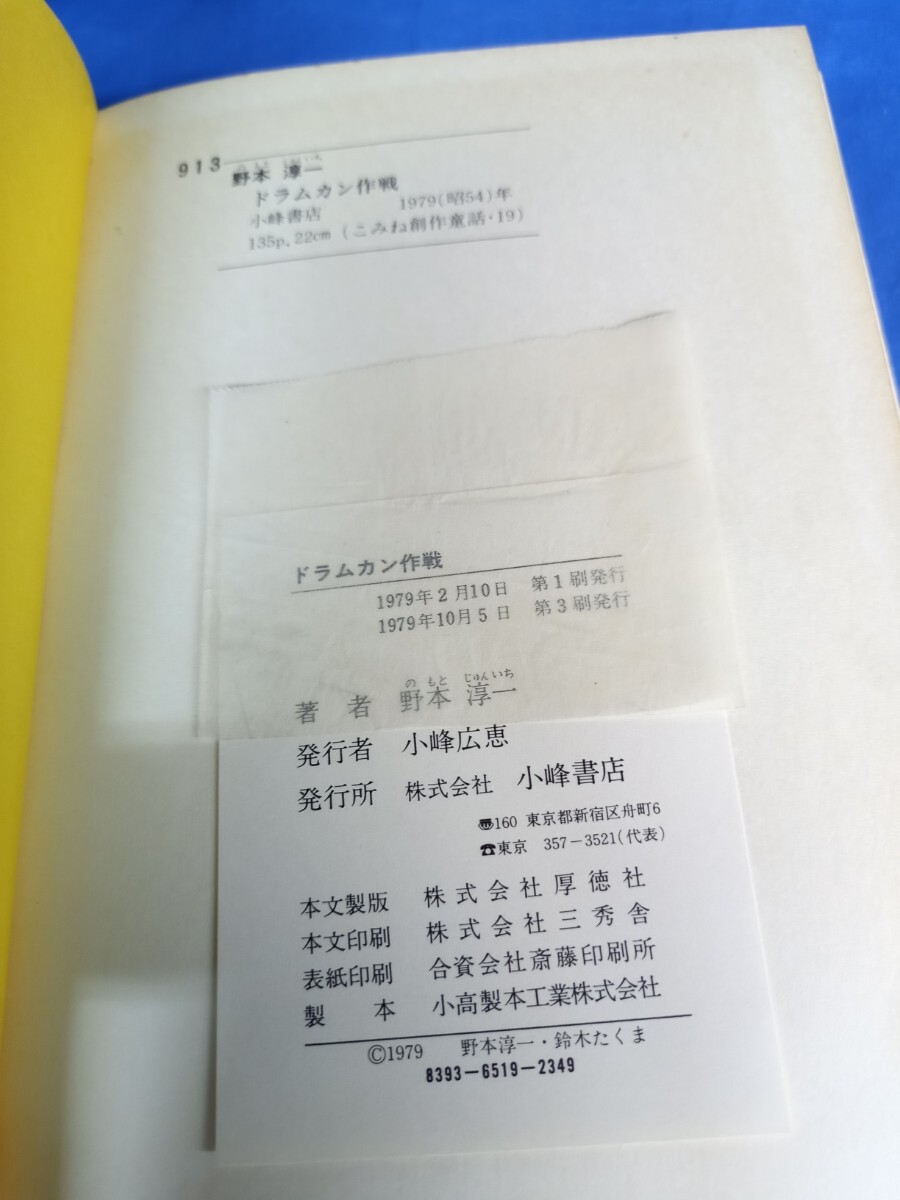 913
野本 淳一
ドラムカン作戦
小峰書店 1979(昭54)年
135p, 22cm (こみね創作童話・19)
ドラムカン作戦
1979年2月10日 第1刷発行
1979年10月5日 第3刷発行
のもと じゅんいち
著者 野本 淳一
発行者 小峰広恵
発行所 株式会社 小峰書店
〠160 東京都新宿区舟町6
☎東京 357-3521(代表)
本文製版 株式会社厚徳社
本文印刷 株式会社三秀舎
表紙印刷 合資会社斎藤印刷所
製本 小高製本工業株式会社
©1979 野本淳一・鈴木たくま
8393-6519-2349